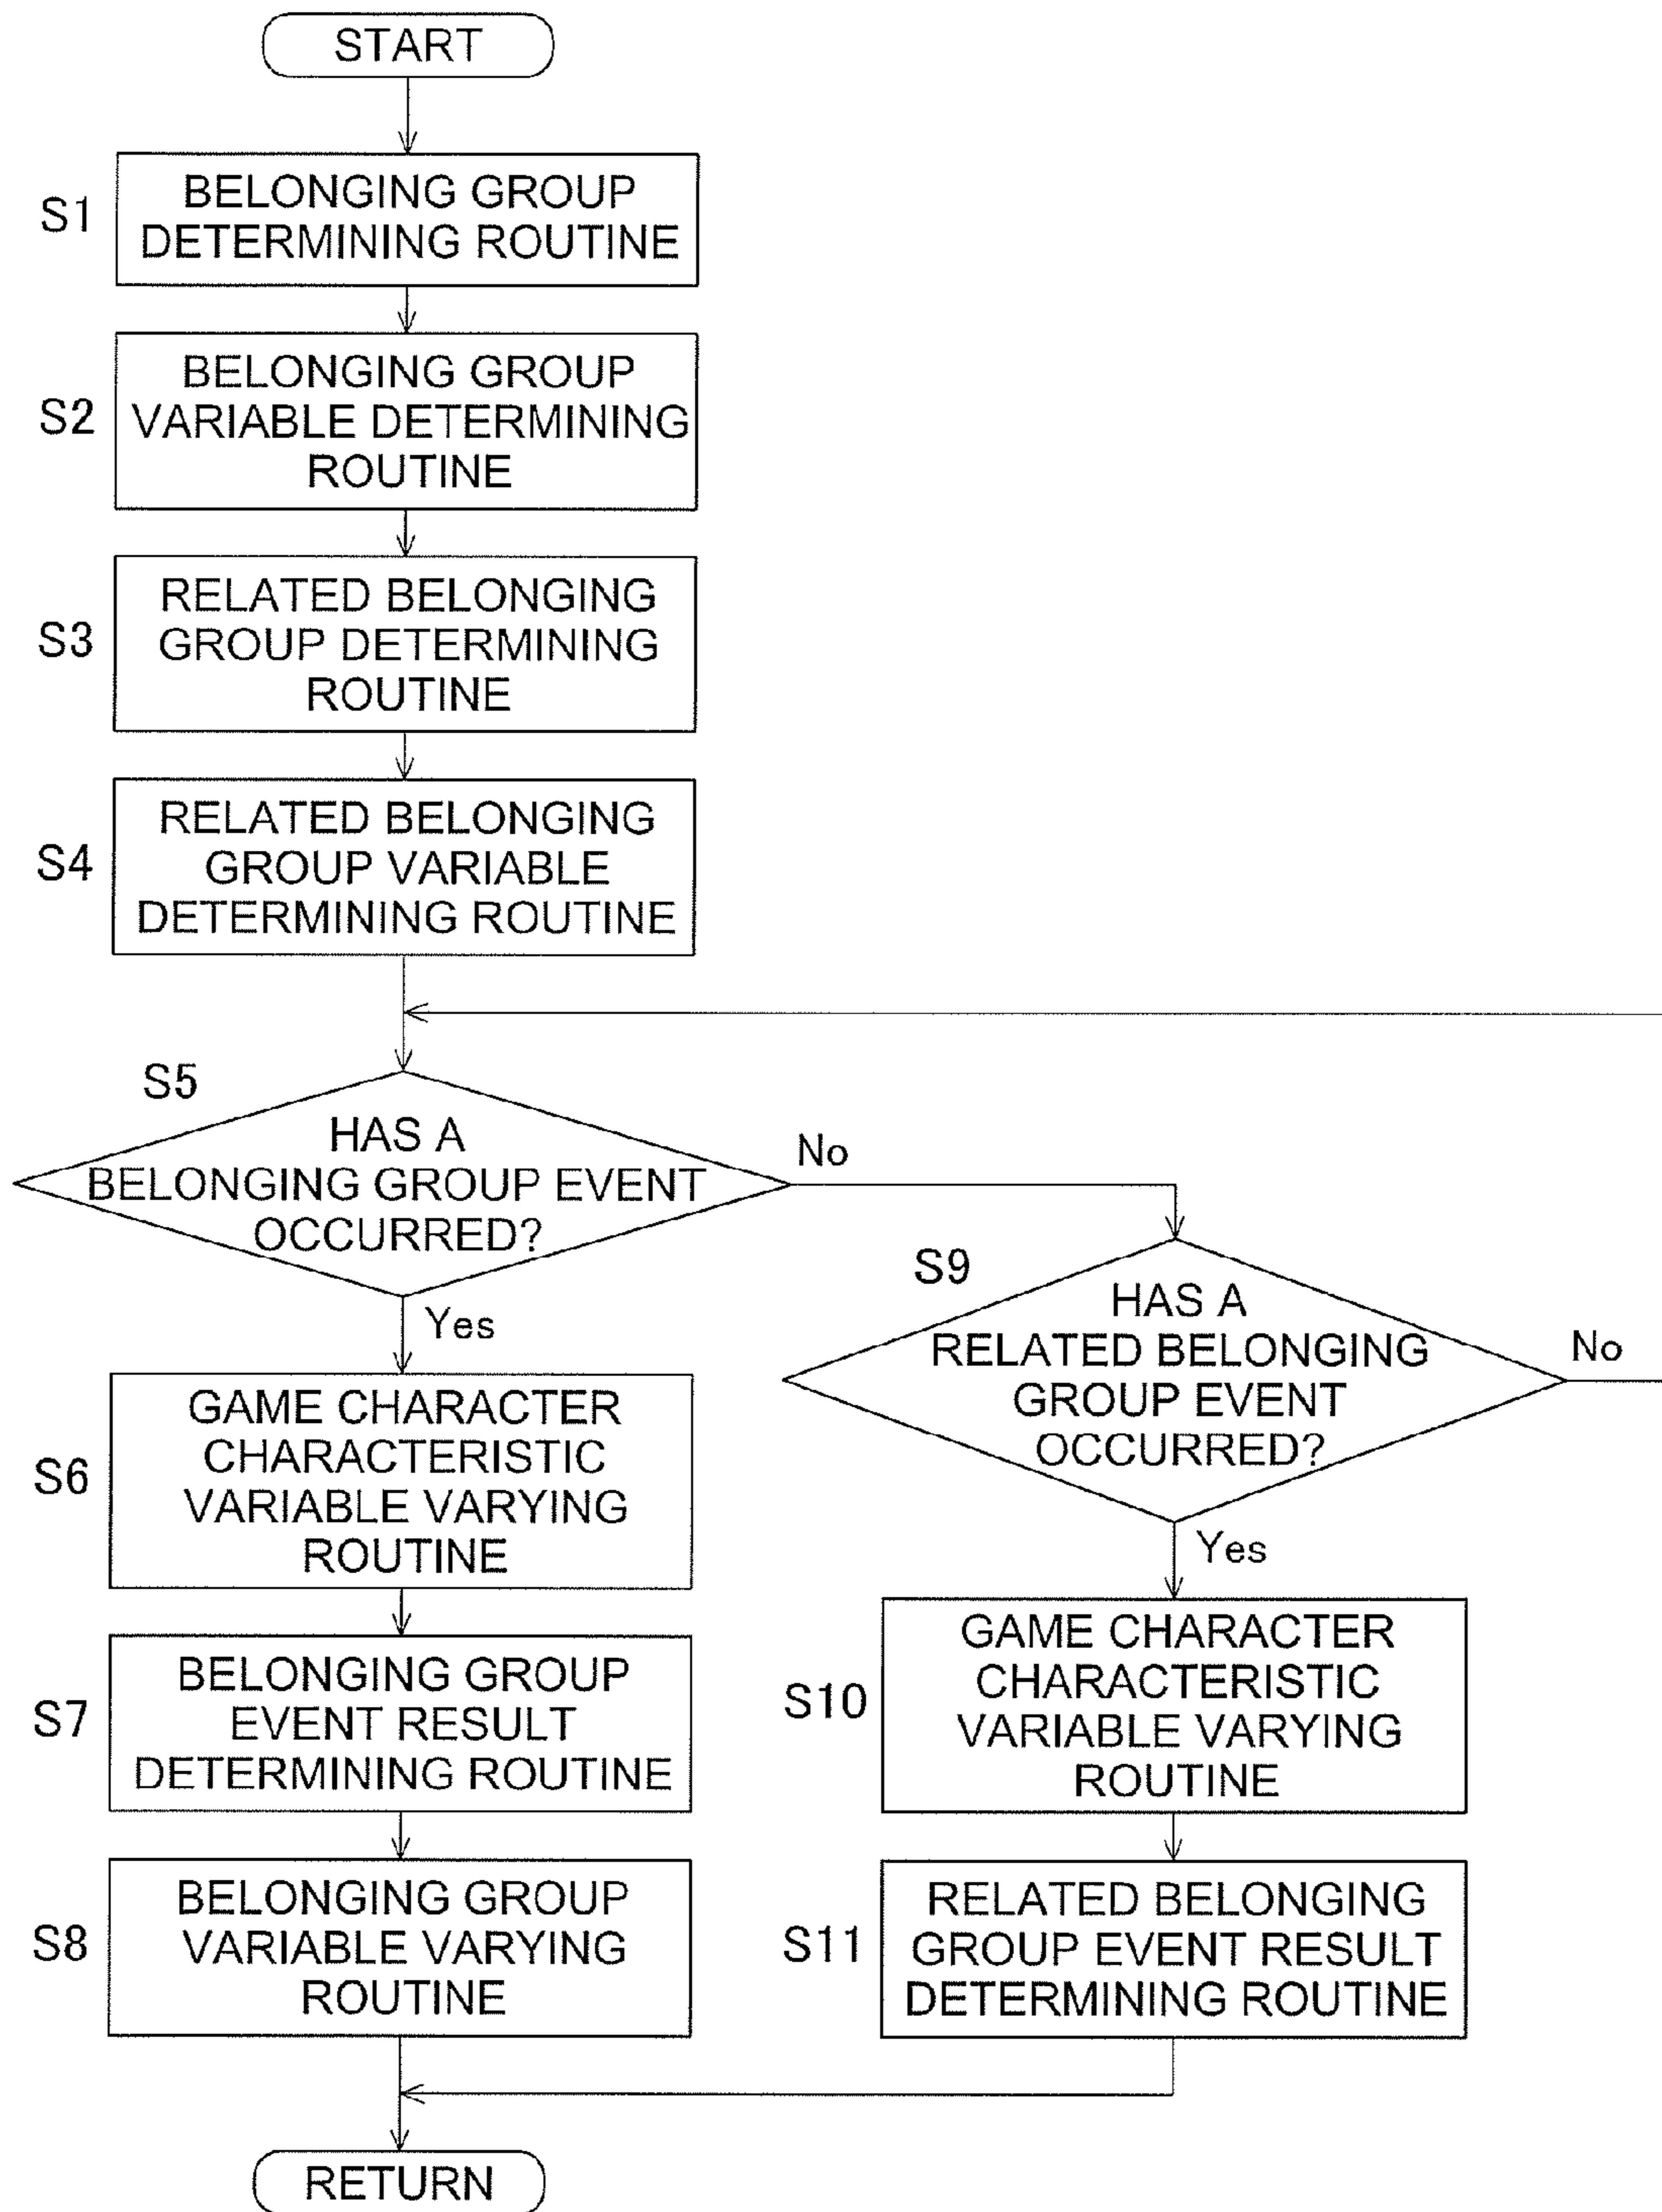 START
S1
BELONGING GROUP
DETERMINING ROUTINE
S2
BELONGING GROUP
VARIABLE DETERMINING
ROUTINE
S3
RELATED BELONGING
GROUP DETERMINING
ROUTINE
S4
RELATED BELONGING
GROUP VARIABLE
DETERMINING ROUTINE
S5
HAS A
BELONGING GROUP EVENT
OCCURRED?
No
Yes
S6
GAME CHARACTER
CHARACTERISTIC
VARIABLE VARYING
ROUTINE
S7
BELONGING GROUP
EVENT RESULT
DETERMINING ROUTINE
S8
BELONGING GROUP
VARIABLE VARYING
ROUTINE
S9
HAS A
RELATED BELONGING
GROUP EVENT
OCCURRED?
No
Yes
S10
GAME CHARACTER
CHARACTERISTIC
VARIABLE VARYING
ROUTINE
S11
RELATED BELONGING
GROUP EVENT RESULT
DETERMINING ROUTINE
RETURN